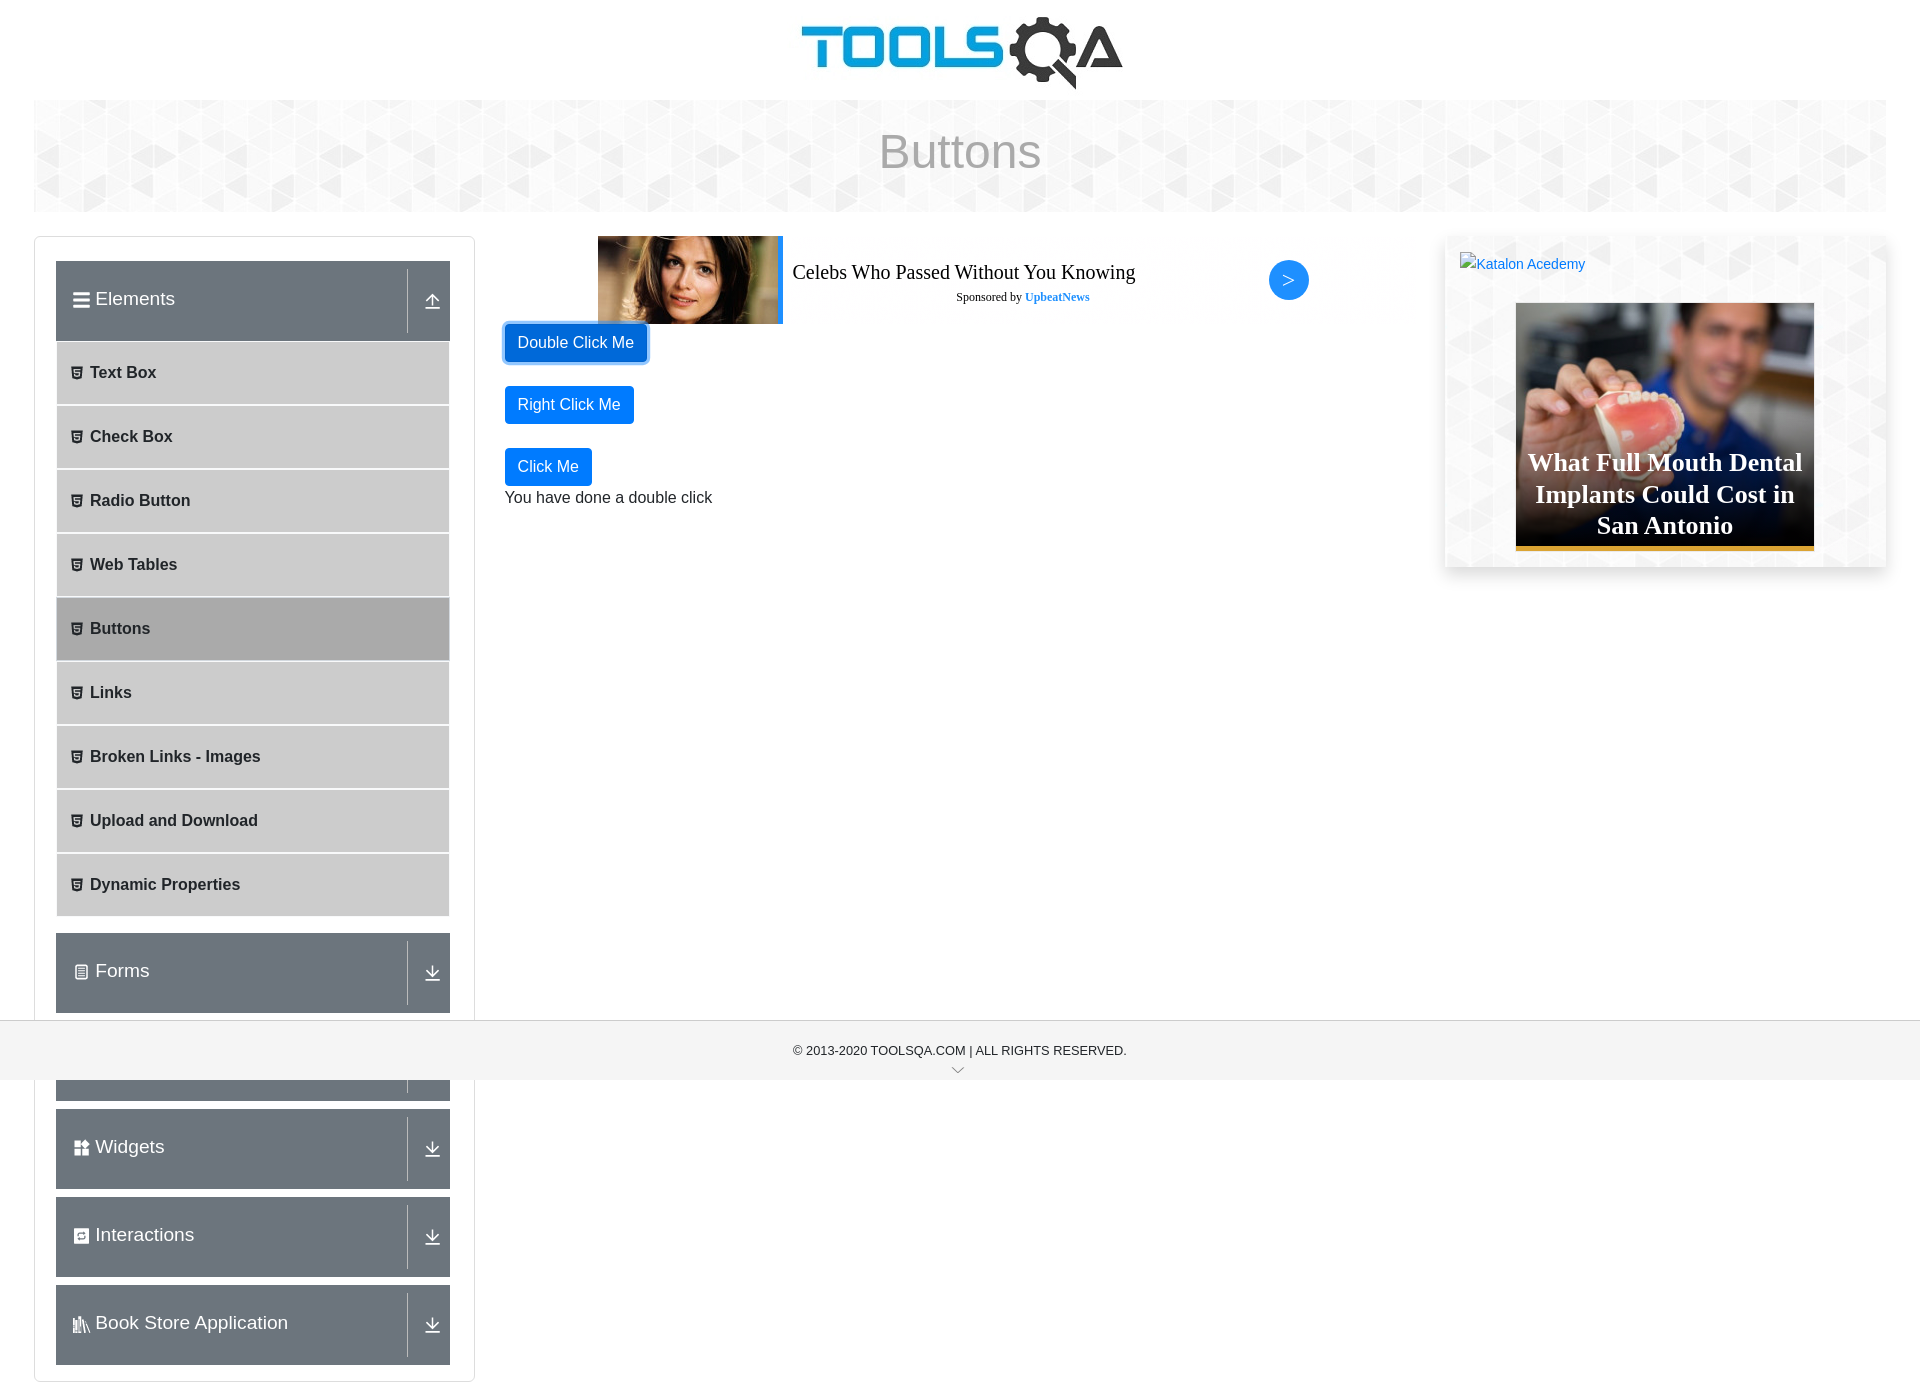 TOOLSQA
Buttons
Elements
Text Box
Check Box
Radio Button
Web Tables
Buttons
Links
Broken Links - Images
Upload and Download
Dynamic Properties
Forms
Widgets
Interactions
Book Store Application
Celebs Who Passed Without You Knowing
Sponsored by UpbeatNews
>
Double Click Me
Right Click Me
Click Me
You have done a double click
Katalon Acedemy
What Full Mouth Dental
Implants Could Cost in
San Antonio
© 2013-2020 TOOLSQA.COM | ALL RIGHTS RESERVED.